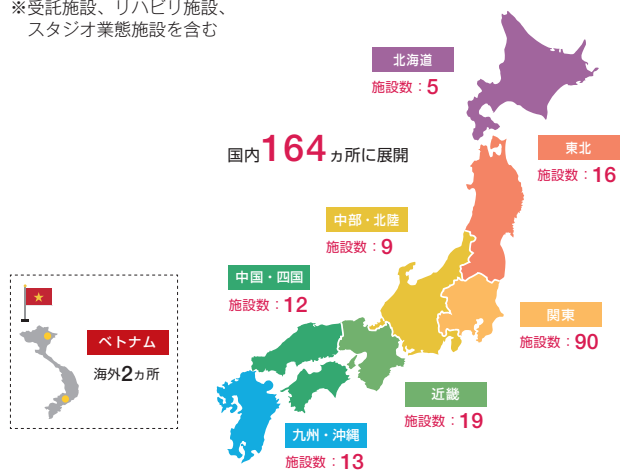 ※受託施設、リハビリ施設、
スタジオ業態施設を含む
北海道
施設数：5
国内164ヵ所に展開
東北
施設数：16
中部・北陸
施設数：9
中国・四国
施設数：12
関東
施設数：90
ベトナム
海外2ヵ所
近畿
施設数：19
九州・沖縄
施設数：13